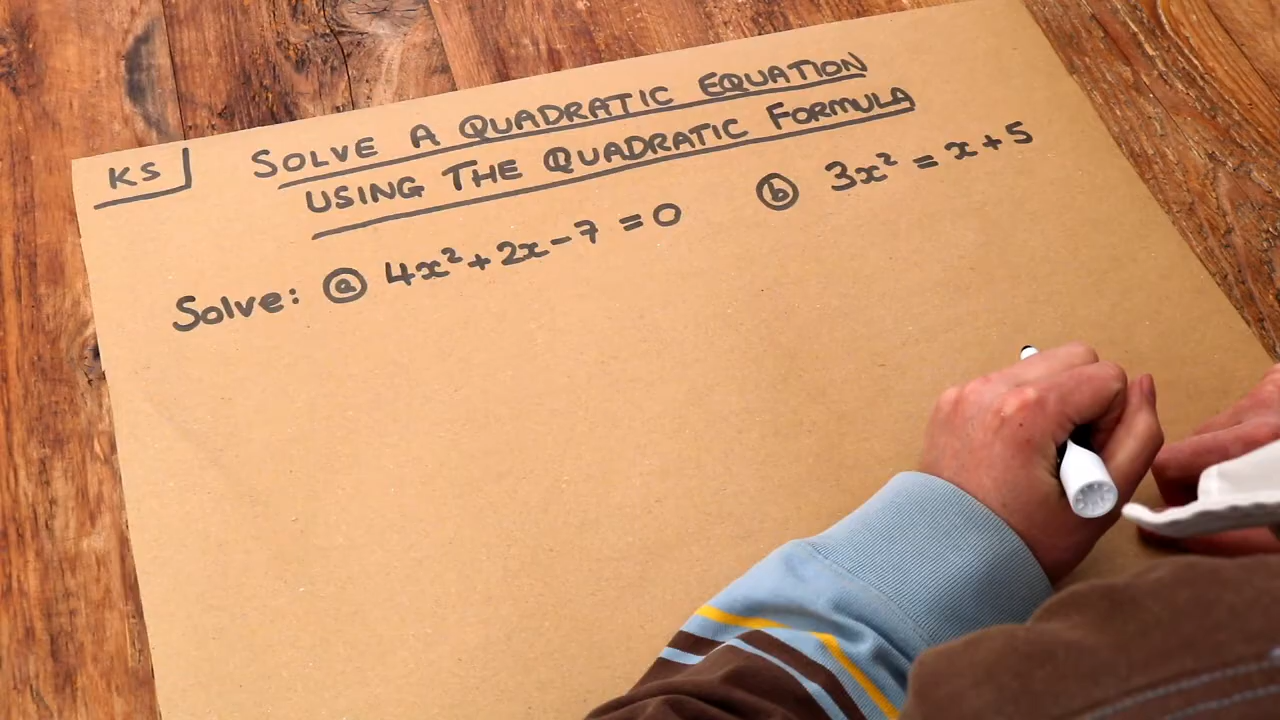 KS
SOLVE A QUADRATIC EQUATION
USING THE QUADRATIC FORMULA
Solve: ⓐ 4x² + 2x - 7 = 0 ⓑ 3x² = x + 5